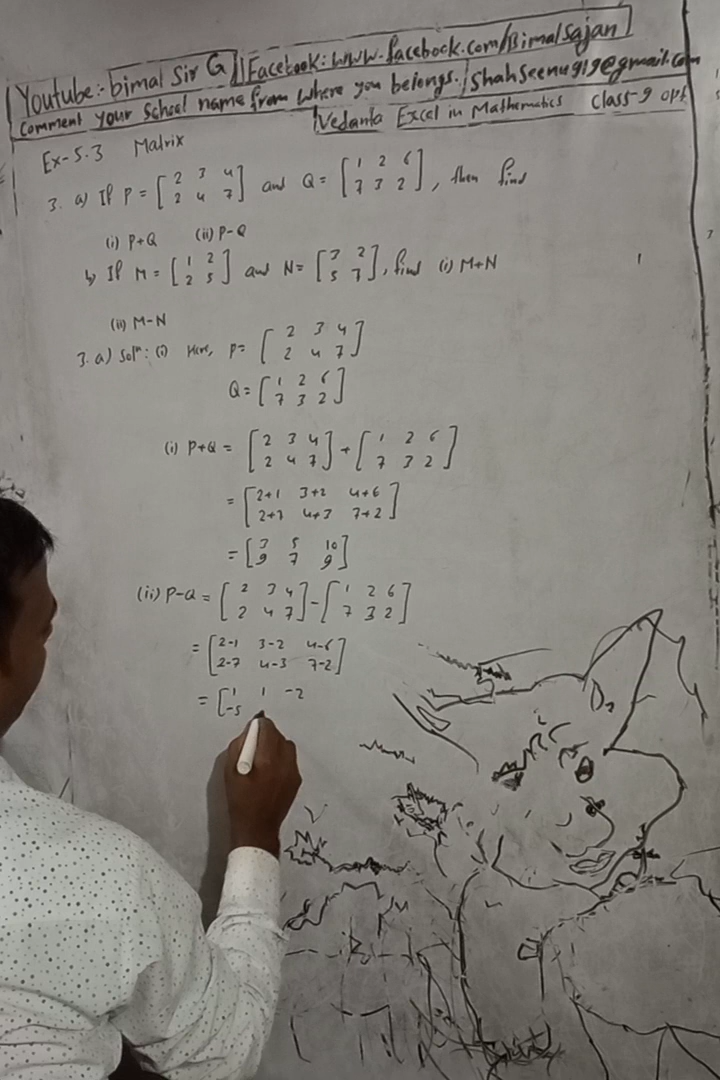 Youtube:- bimal Sir G || Facebook: www.facebook.com/Bimalsajan
Comment your School name from where you belongs. / Shahseenu919@gmail.com
Vedanta Excel in Mathematics Class-9 opt
Ex-5.3 Matrix
3. a) If P = [2 3 4; 2 4 7] and Q = [1 2 6; 7 3 2], then find
(i) P+Q (ii) P-Q
b) If M = [1 2; 2 5] and N = [3 2; 5 7], find (i) M+N
(ii) M-N
3. a) Solⁿ: (i) Here, P = [2 3 4; 2 4 7]
Q = [1 2 6; 7 3 2]
(i) P+Q = [2 3 4; 2 4 7] + [1 2 6; 7 3 2]
= [2+1 3+2 4+6; 2+7 4+3 7+2]
= [3 5 10; 9 7 9]
(ii) P-Q = [2 3 4; 2 4 7] - [1 2 6; 7 3 2]
= [2-1 3-2 4-6; 2-7 4-3 7-2]
= [1 1 -2; -5